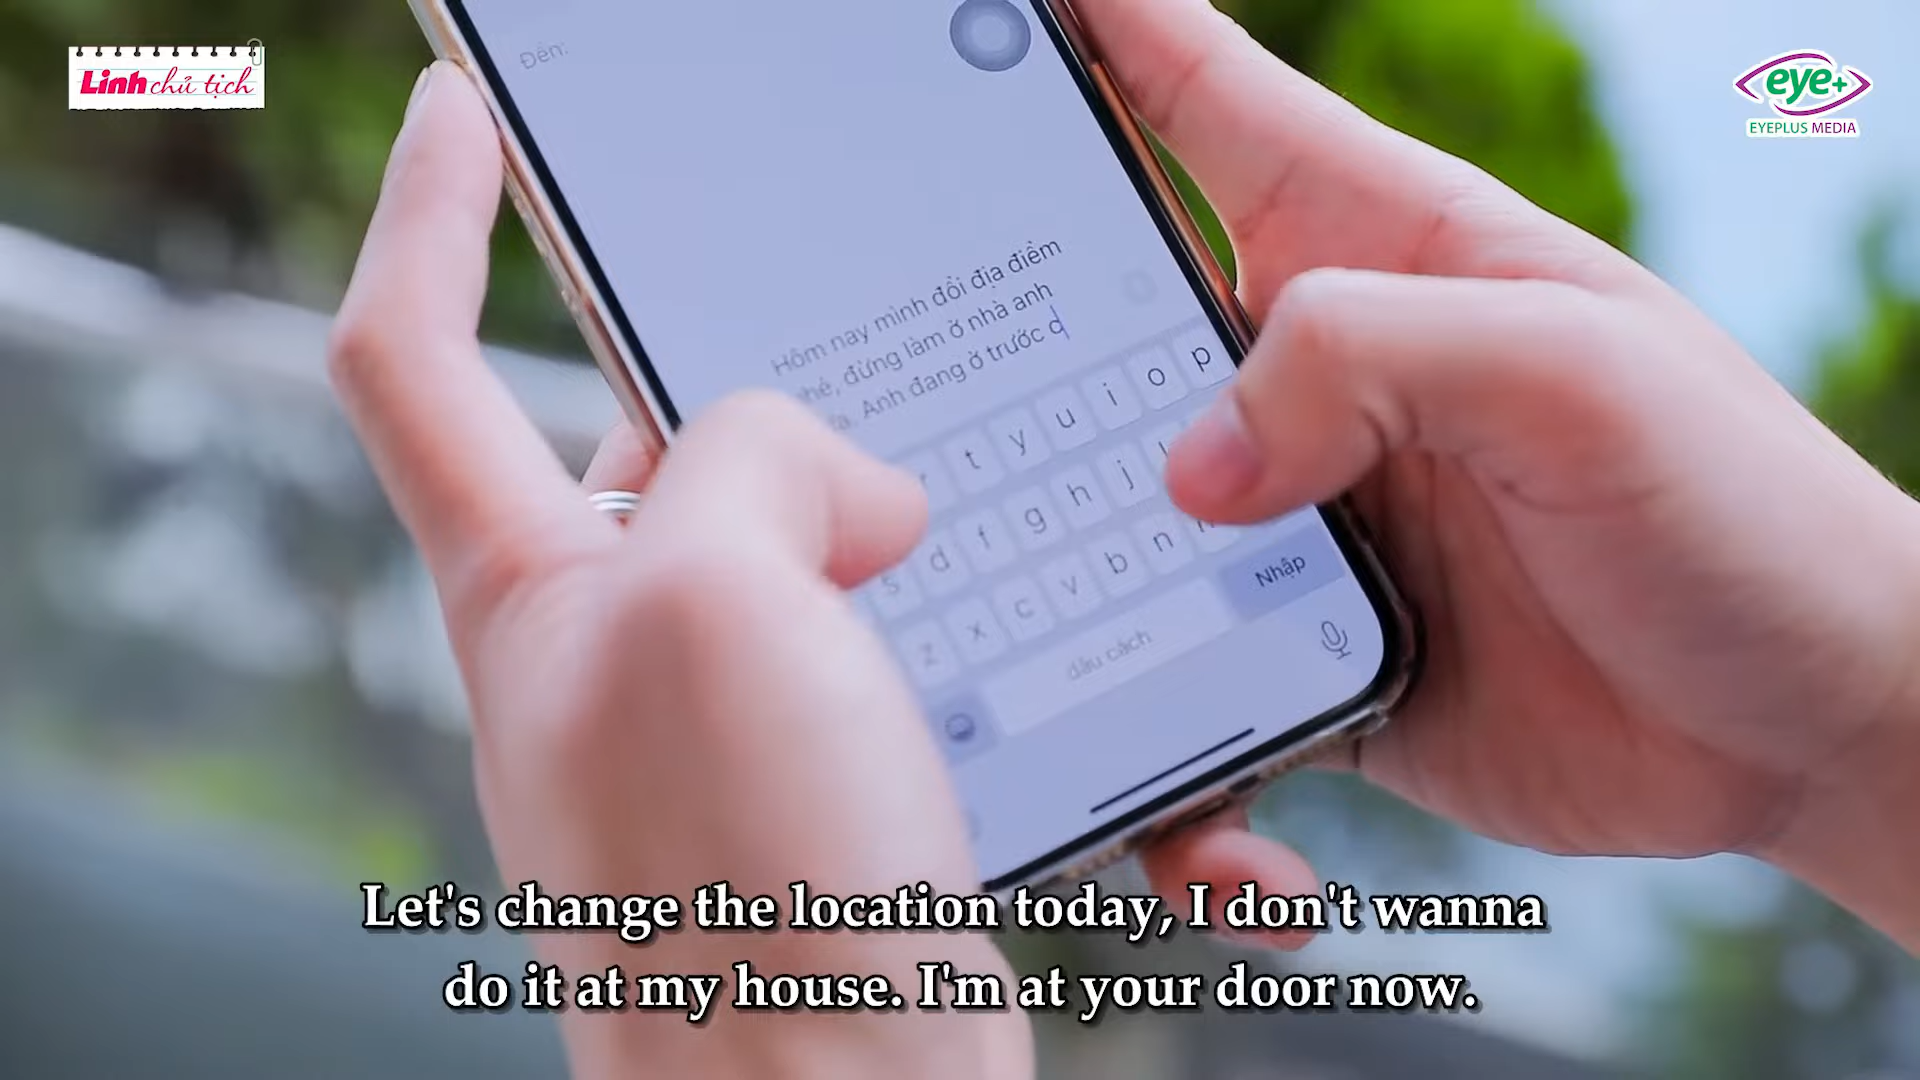 Linh chủ tịch
eye+
EYEPLUS MEDIA
Đến:
Hôm nay mình đổi địa điểm
nhé, đừng làm ở nhà anh
Anh đang ở trước c
t y u i o p
d f g h j
z x c v b n
Nhập
dấu cách
Let's change the location today, I don't wanna
do it at my house. I'm at your door now.